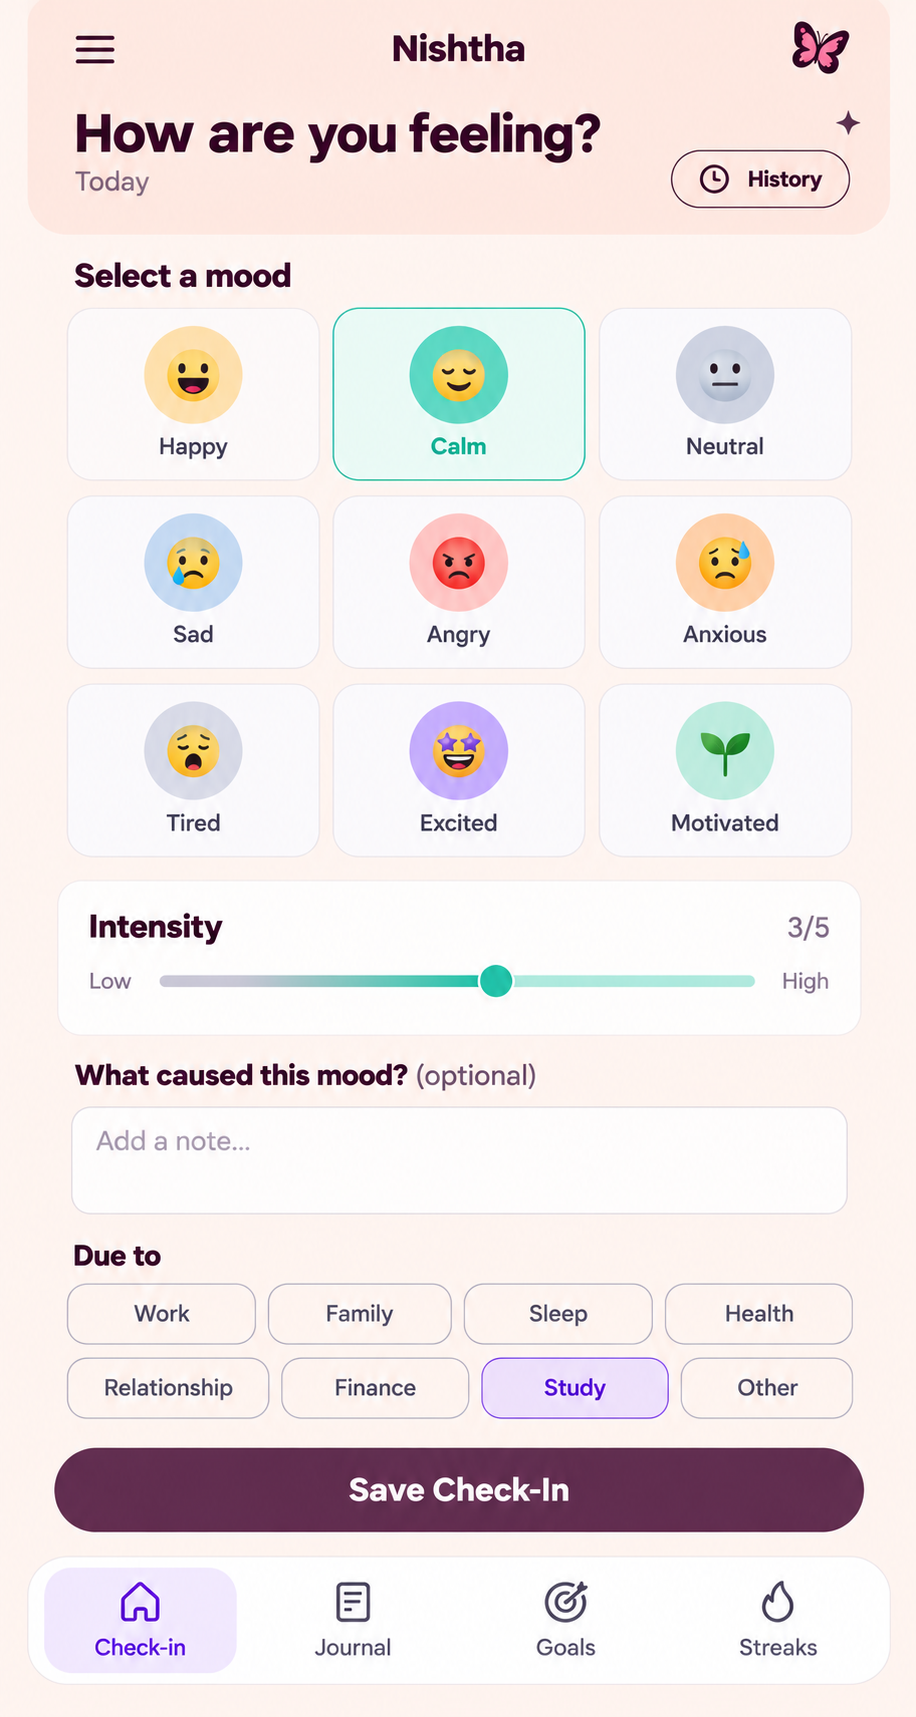 Nishtha
How are you feeling?
Today
History
Select a mood
Happy
Calm
Neutral
Sad
Angry
Anxious
Tired
Excited
Motivated
Intensity
3/5
Low
High
What caused this mood? (optional)
Add a note...
Due to
Work
Family
Sleep
Health
Relationship
Finance
Study
Other
Save Check-In
Check-in
Journal
Goals
Streaks